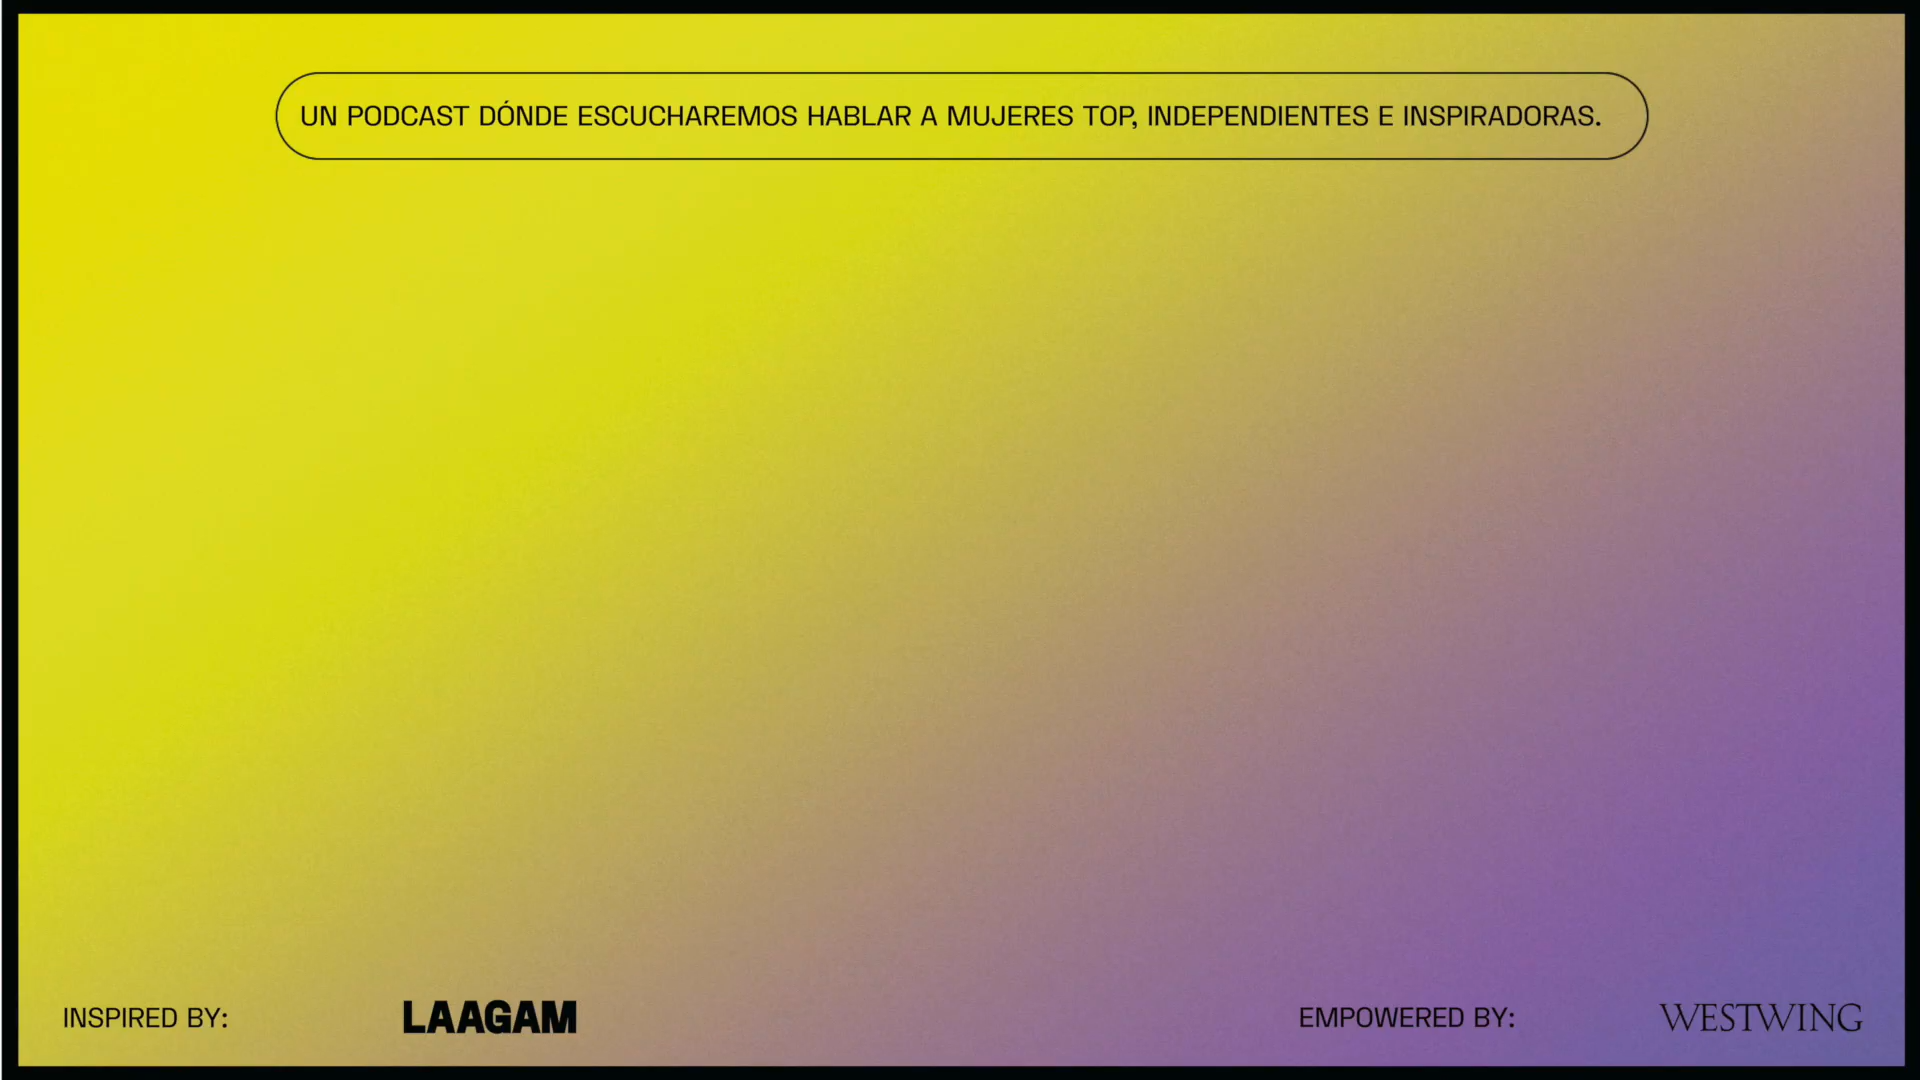 UN PODCAST DÓNDE ESCUCHAREMOS HABLAR A MUJERES TOP, INDEPENDIENTES E INSPIRADORAS.
INSPIRED BY: LAAGAM EMPOWERED BY: WESTWING